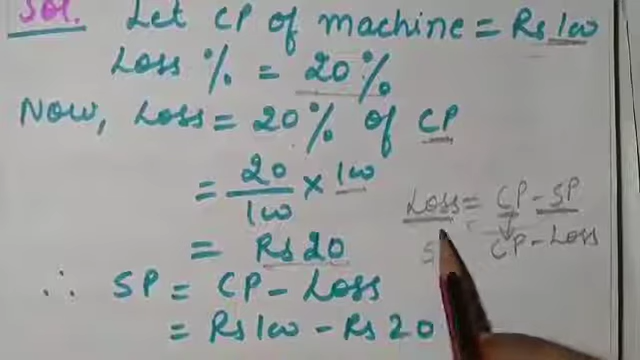 Sol. Let CP of machine = Rs 100
Loss % = 20%
Now, Loss = 20% of CP
= 20/100 × 100
= Rs 20
Loss = CP - SP
CP - Loss
∴ SP = CP - Loss
= Rs 100 - Rs 20